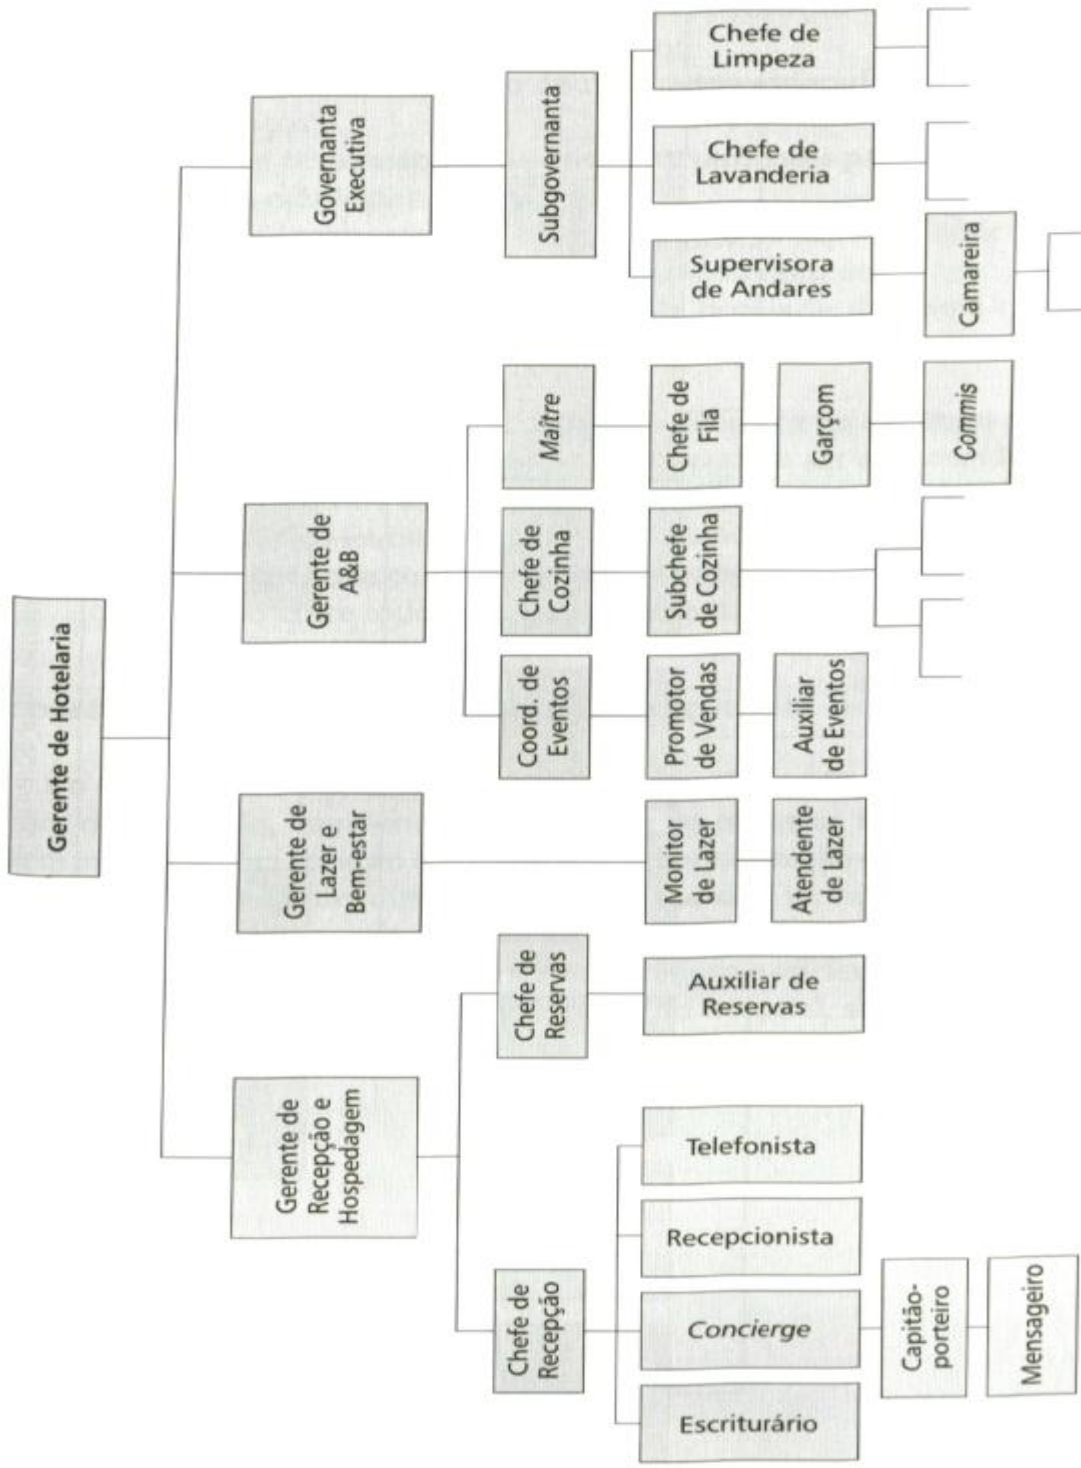 Gerente de Hotelaria
Gerente de
Recepção e
Hospedagem
Gerente de
Lazer e
Bem-estar
Gerente de
A&B
Governanta
Executiva
Chefe de
Recepção
Chefe de
Reservas
Coord. de
Eventos
Chefe de
Cozinha
Maître
Subgovernanta
Escriturário
Concierge
Recepcionista
Telefonista
Auxiliar de
Reservas
Monitor
de Lazer
Promotor
de Vendas
Subchefe
de Cozinha
Chefe de
Fila
Supervisora
de Andares
Chefe de
Lavanderia
Chefe de
Limpeza
Atendente
de Lazer
Auxiliar
de Eventos
Garçom
Capitão-
porteiro
Commis
Camareira
Mensageiro